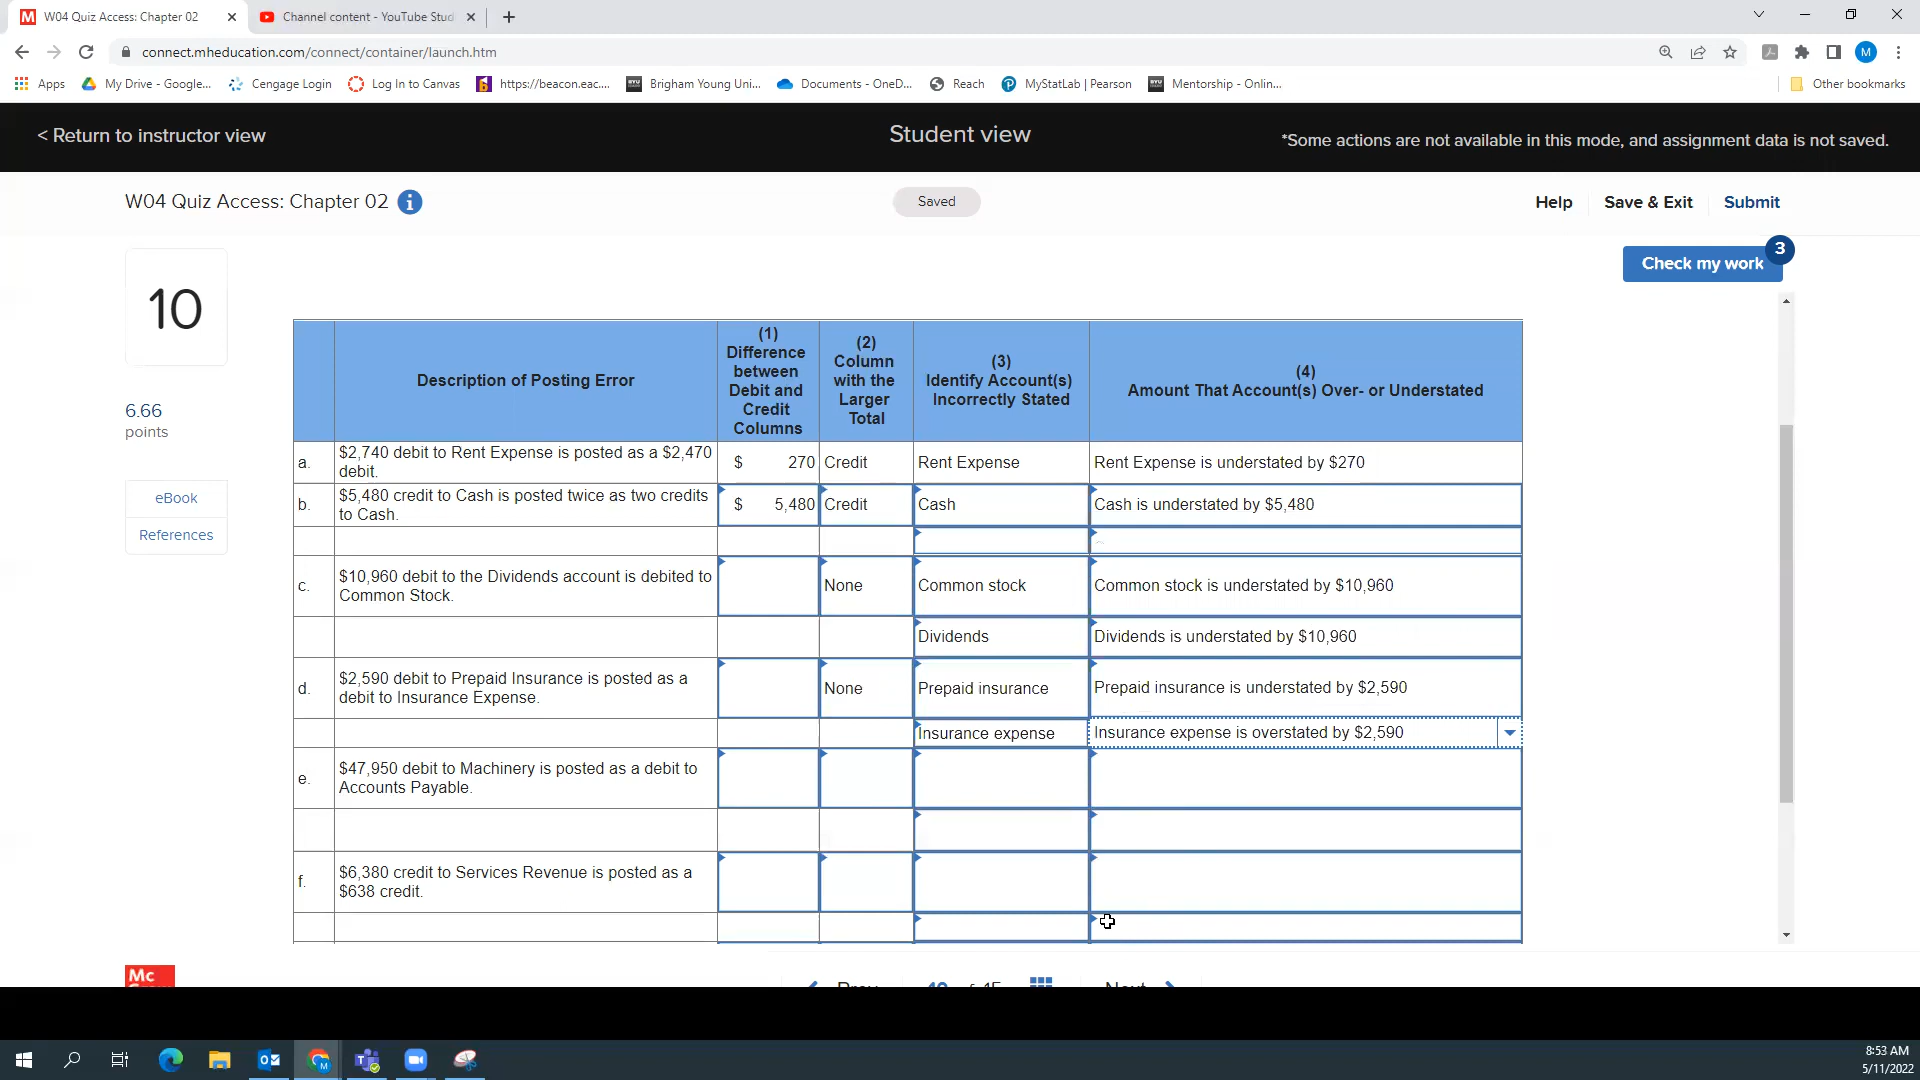 W04 Quiz Access: Chapter 02
Channel content - YouTube Stud
connect.mheducation.com/connect/container/launch.htm
M
Apps
My Drive - Google...
Cengage Login
Log In to Canvas
https://beacon.eac....
Brigham Young Uni...
Documents - OneD...
Reach
MyStatLab | Pearson
Mentorship - Onlin...
Other bookmarks
< Return to instructor view
Student view
*Some actions are not available in this mode, and assignment data is not saved.
W04 Quiz Access: Chapter 02
Saved
Help
Save & Exit
Submit
3
Check my work
10
6.66
points
eBook
References
Description of Posting Error
(1)
Difference
between
Debit and
Credit
Columns
(2)
Column
with the
Larger
Total
(3)
Identify Account(s)
Incorrectly Stated
(4)
Amount That Account(s) Over- or Understated
a.
$2,740 debit to Rent Expense is posted as a $2,470
debit.
$ 270
Credit
Rent Expense
Rent Expense is understated by $270
b.
$5,480 credit to Cash is posted twice as two credits
to Cash.
$ 5,480
Credit
Cash
Cash is understated by $5,480
c.
$10,960 debit to the Dividends account is debited to
Common Stock.
None
Common stock
Common stock is understated by $10,960
Dividends
Dividends is understated by $10,960
d.
$2,590 debit to Prepaid Insurance is posted as a
debit to Insurance Expense.
None
Prepaid insurance
Prepaid insurance is understated by $2,590
Insurance expense
Insurance expense is overstated by $2,590
e.
$47,950 debit to Machinery is posted as a debit to
Accounts Payable.
f.
$6,380 credit to Services Revenue is posted as a
$638 credit.
Mc
Prev
of 15
Next
8:53 AM
5/11/2022